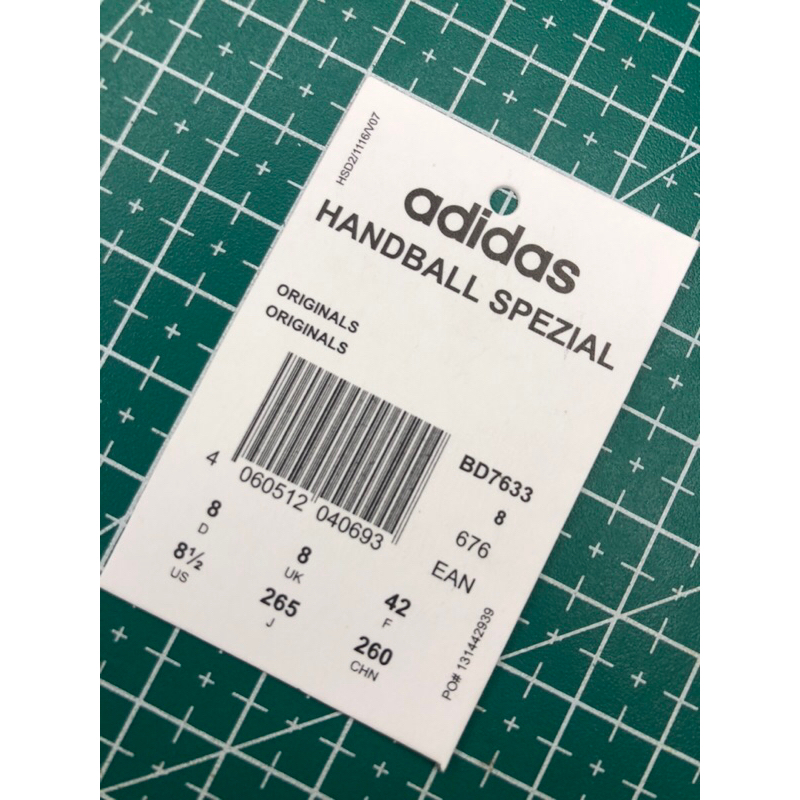 HSD2/1116/V07
adidas
HANDBALL SPEZIAL
ORIGINALS
ORIGINALS
4 060512 040693
BD7633
8
676
EAN
8
D
8
UK
42
F
8½
US
265
J
260
CHN
PO# 131442939